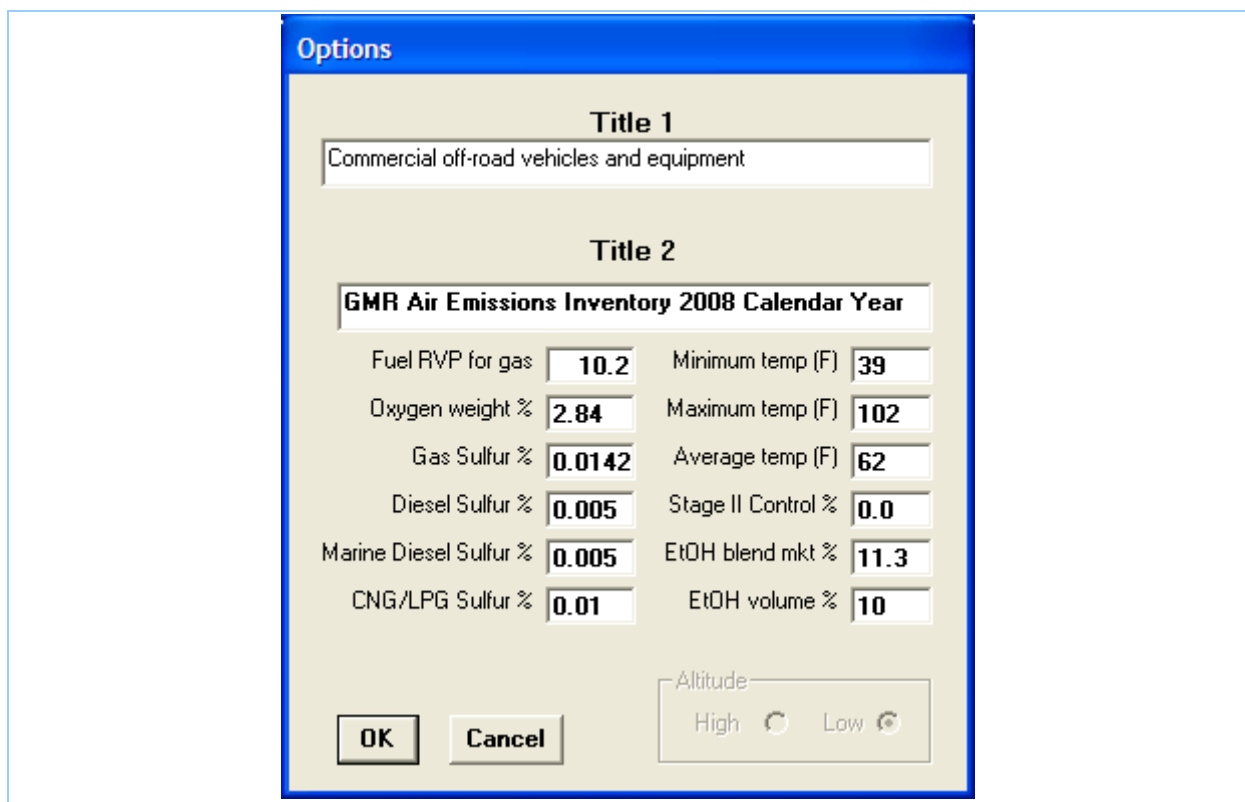 Options
Title 1
Commercial off-road vehicles and equipment
Title 2
GMR Air Emissions Inventory 2008 Calendar Year
Fuel RVP for gas 10.2 Minimum temp (F) 39
Oxygen weight % 2.84 Maximum temp (F) 102
Gas Sulfur % 0.0142 Average temp (F) 62
Diesel Sulfur % 0.005 Stage II Control % 0.0
Marine Diesel Sulfur % 0.005 EtOH blend mkt % 11.3
CNG/LPG Sulfur % 0.01 EtOH volume % 10
Altitude
High Low
OK Cancel